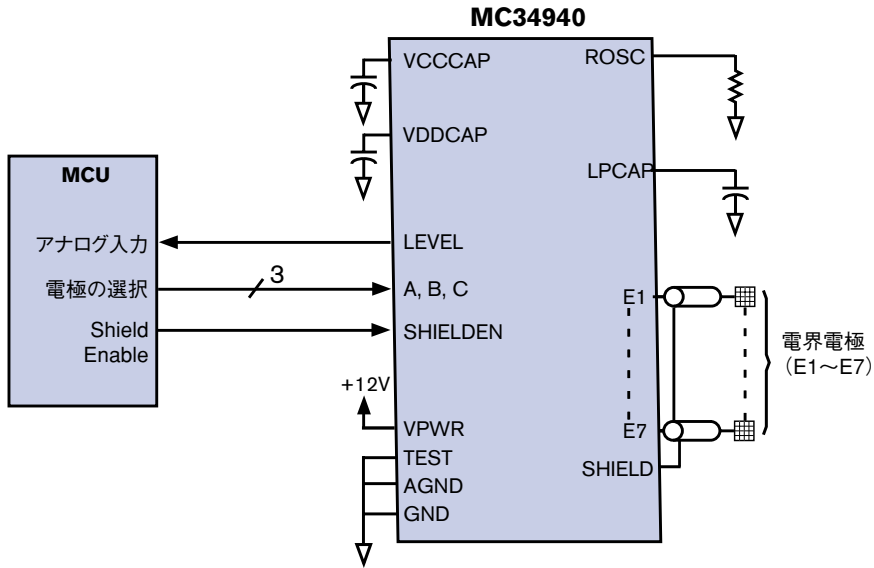 MC34940
VCCCAP
ROSC
VDDCAP
LPCAP
MCU
アナログ入力
LEVEL
電極の選択
3
A, B, C
Shield
Enable
SHIELDEN
E1
電界電極
（E1～E7）
+12V
VPWR
E7
TEST
SHIELD
AGND
GND